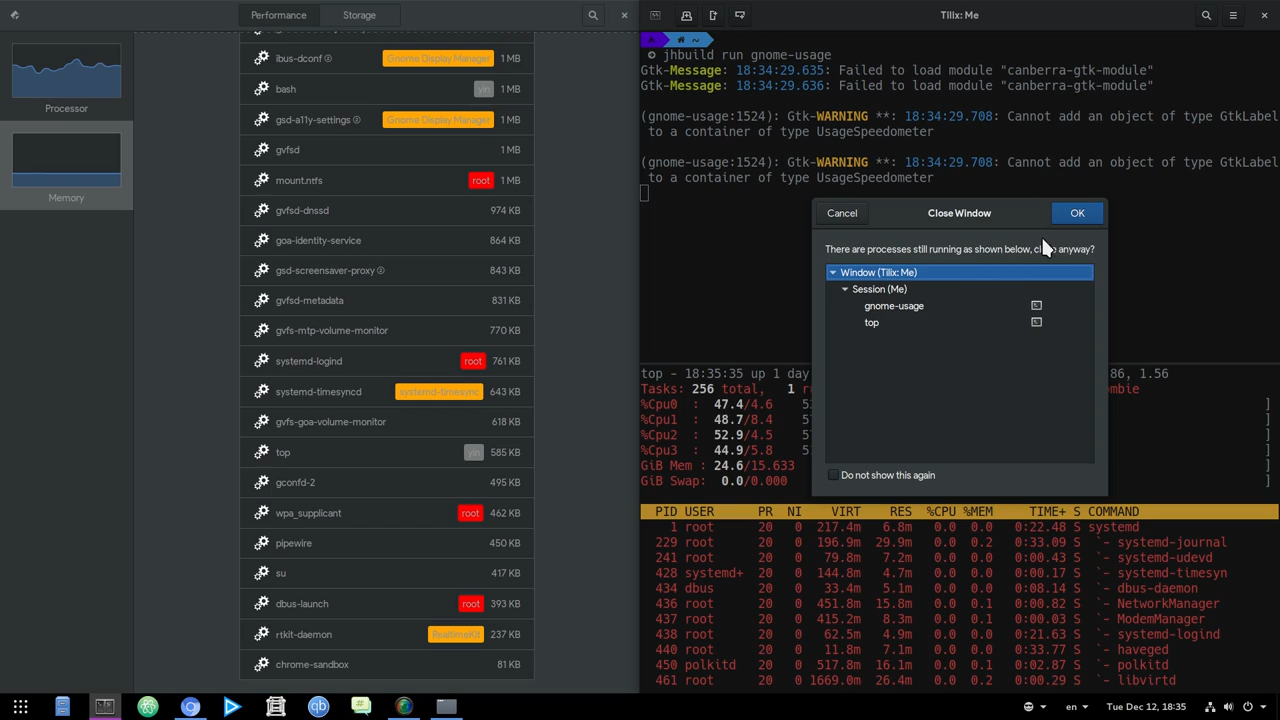 Performance
Storage
Processor
Memory
ibus-dconf
Gnome Display Manager
1 MB
bash
yin
1 MB
gsd-a11y-settings
Gnome Display Manager
1 MB
gvfsd
1 MB
mount.ntfs
root
1 MB
gvfsd-dnssd
974 KB
goa-identity-service
864 KB
gsd-screensaver-proxy
843 KB
gvfsd-metadata
831 KB
gvfs-mtp-volume-monitor
770 KB
systemd-logind
root
761 KB
systemd-timesyncd
systemd-timesync
643 KB
gvfs-goa-volume-monitor
618 KB
top
yin
585 KB
gconfd-2
495 KB
wpa_supplicant
root
462 KB
pipewire
450 KB
su
417 KB
dbus-launch
root
393 KB
rtkit-daemon
RealtimeKit
237 KB
chrome-sandbox
81 KB
Tilix: Me
~
jhbuild run gnome-usage
Gtk-Message: 18:34:29.635: Failed to load module "canberra-gtk-module"
Gtk-Message: 18:34:29.636: Failed to load module "canberra-gtk-module"
(gnome-usage:1524): Gtk-WARNING **: 18:34:29.708: Cannot add an object of type GtkLabel
to a container of type UsageSpeedometer
(gnome-usage:1524): Gtk-WARNING **: 18:34:29.708: Cannot add an object of type GtkLabel
to a container of type UsageSpeedometer
Cancel
Close Window
OK
There are processes still running as shown below, anyway?
Window (Tilix: Me)
Session (Me)
gnome-usage
top
Do not show this again
top - 18:35:35 up 1 day 86, 1.56
Tasks: 256 total, 1
%Cpu0 : 47.4/4.6 ]
%Cpu1 : 48.7/8.4 ]
%Cpu2 : 52.9/4.5 ]
%Cpu3 : 44.9/5.8 ]
GiB Mem : 24.6/15.633 ]
GiB Swap: 0.0/0.000 ]
PID USER PR NI VIRT RES %CPU %MEM TIME+ S COMMAND
1 root 20 0 217.4m 6.8m 0.0 0.0 0:22.48 S systemd
229 root 20 0 196.9m 29.9m 0.0 0.2 0:33.09 S `- systemd-journal
241 root 20 0 79.8m 7.2m 0.0 0.0 0:00.43 S `- systemd-udevd
428 systemd+ 20 0 144.8m 4.7m 0.0 0.0 0:00.17 S `- systemd-timesyn
434 dbus 20 0 33.4m 5.1m 0.0 0.0 0:08.14 S `- dbus-daemon
436 root 20 0 451.8m 15.8m 0.0 0.1 0:00.82 S `- NetworkManager
437 root 20 0 415.2m 8.3m 0.0 0.1 0:00.03 S `- ModemManager
438 root 20 0 62.5m 4.9m 0.0 0.0 0:21.63 S `- systemd-logind
440 root 20 0 11.8m 7.1m 0.0 0.0 0:33.77 S `- haveged
450 polkitd 20 0 517.8m 16.1m 0.0 0.1 0:02.87 S `- polkitd
461 root 20 0 1669.0m 26.4m 0.0 0.2 0:00.29 S `- libvirtd
en
Tue Dec 12, 18:35